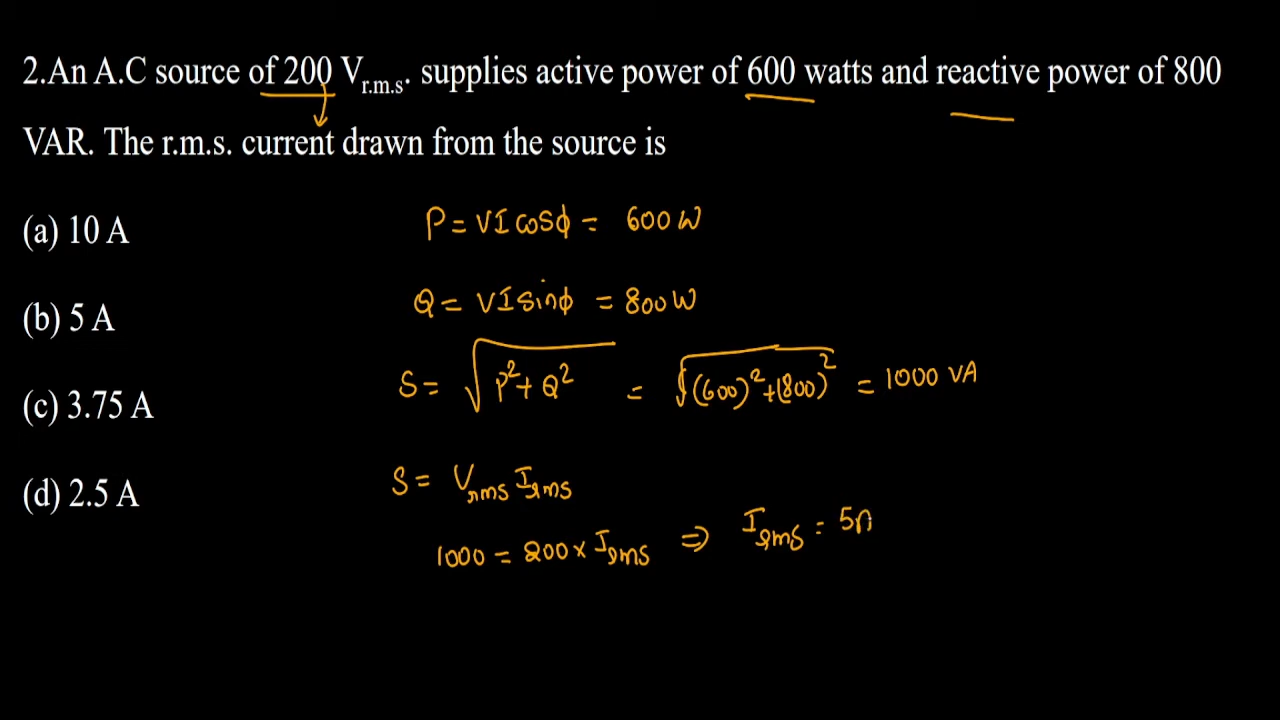 2.An A.C source of 200 Vr.m.s. supplies active power of 600 watts and reactive power of 800
VAR. The r.m.s. current drawn from the source is
(a) 10 A
P = VI cosϕ = 600 W
(b) 5 A
Q = VI sinϕ = 800 W
(c) 3.75 A
S = √P²+Q² = √(600)²+(800)² = 1000 VA
(d) 2.5 A
S = Vrms Irms
1000 = 200 × Irms ⇒ Irms = 5A